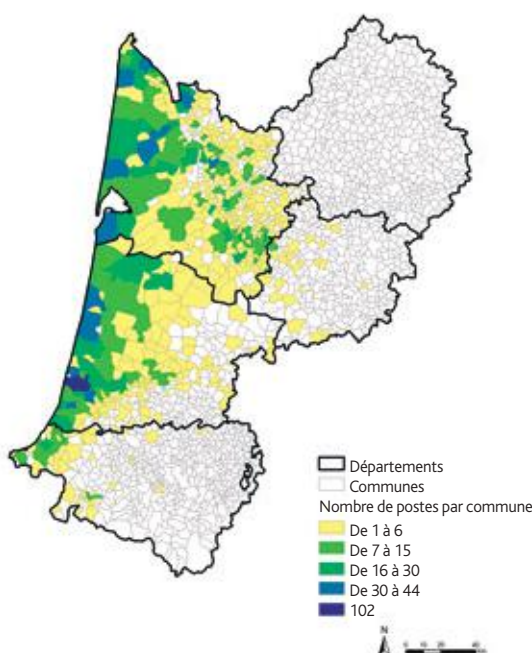 Départements
Communes
Nombre de postes par commune
De 1 à 6
De 7 à 15
De 16 à 30
De 30 à 44
102
N